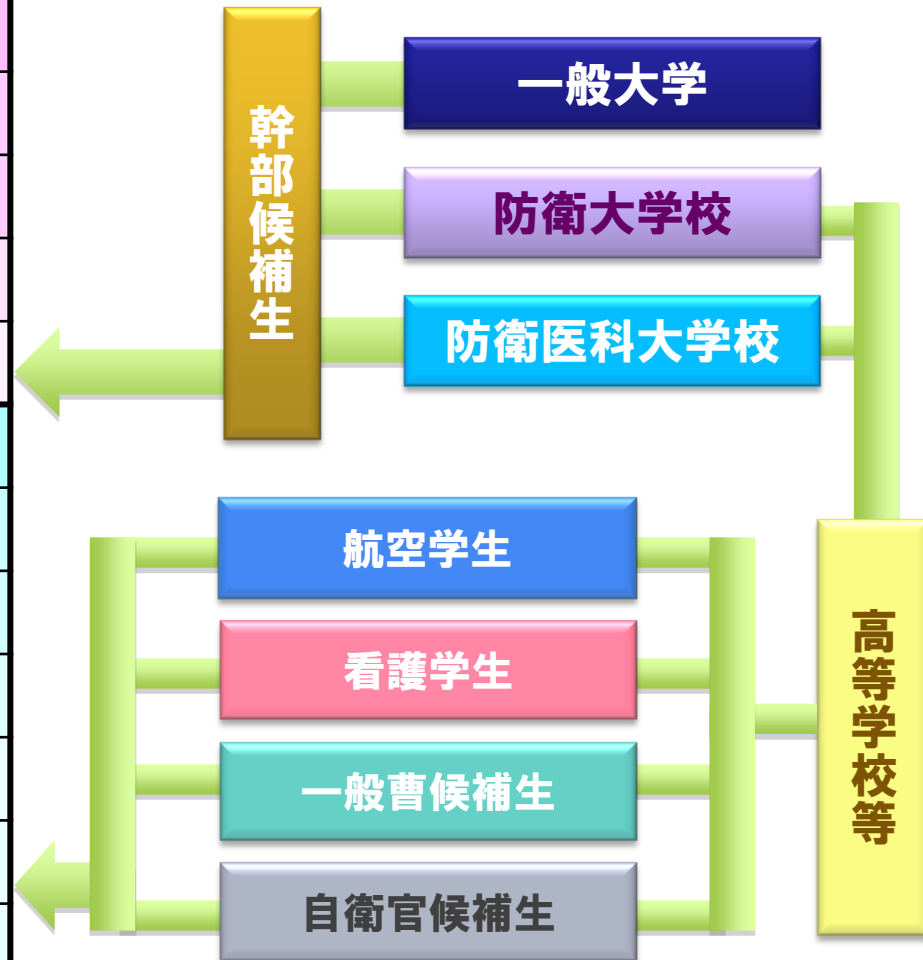 幹部候補生
一般大学
防衛大学校
防衛医科大学校
航空学生
看護学生
一般曹候補生
自衛官候補生
高等学校等